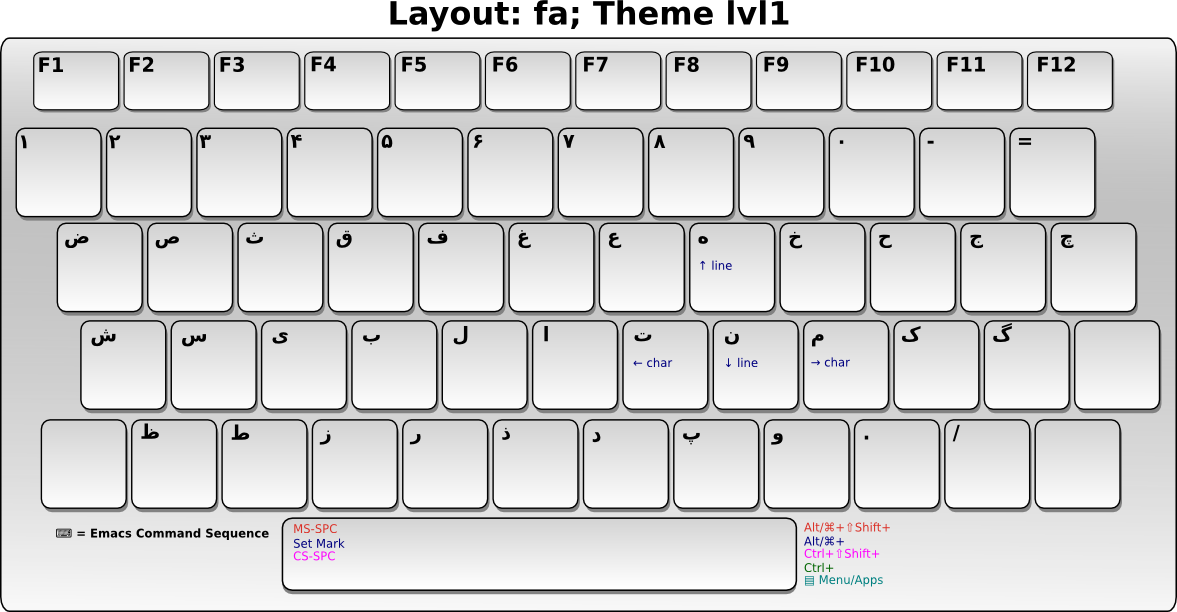 Layout: fa; Theme lvl1
F1 F2 F3 F4 F5 F6 F7 F8 F9 F10 F11 F12
۱ ۲ ۳ ۴ ۵ ۶ ۷ ۸ ۹ ۰ - =
ض ص ث ق ف غ ع ه خ ح ج چ
↑ line
ش س ی ب ل ا ت ن م ک گ
← char ↓ line → char
ظ ط ز ر ذ د پ و . /
⌨ = Emacs Command Sequence
MS-SPC
Set Mark
CS-SPC
Alt/⌘+⇧Shift+
Alt/⌘+
Ctrl+⇧Shift+
Ctrl+
▤ Menu/Apps